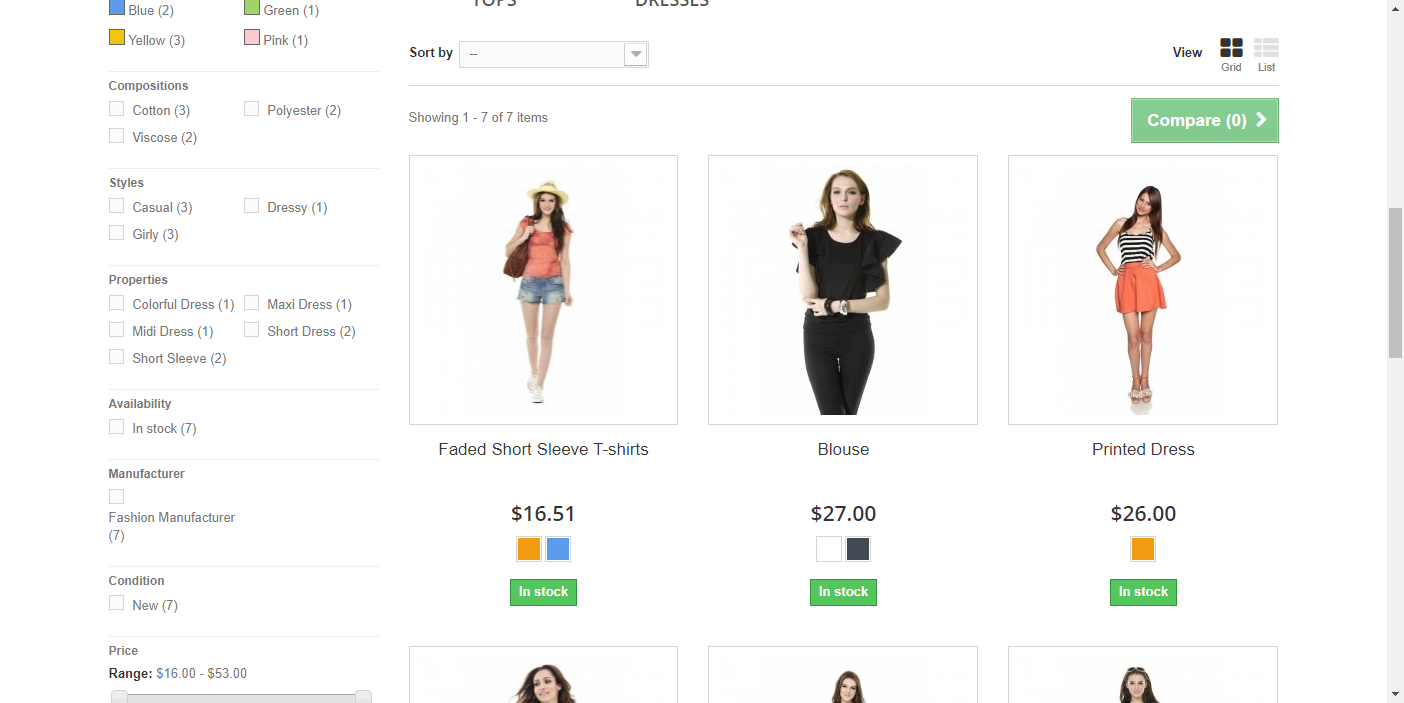 TOPS
DRESSES
Blue (2)
Green (1)
Yellow (3)
Pink (1)
Compositions
Cotton (3)
Polyester (2)
Viscose (2)
Styles
Casual (3)
Dressy (1)
Girly (3)
Properties
Colorful Dress (1)
Maxi Dress (1)
Midi Dress (1)
Short Dress (2)
Short Sleeve (2)
Availability
In stock (7)
Manufacturer
Fashion Manufacturer
(7)
Condition
New (7)
Price
Range: $16.00 - $53.00
Sort by
--
View
Grid
List
Showing 1 - 7 of 7 items
Compare (0)
Faded Short Sleeve T-shirts
Blouse
Printed Dress
$16.51
$27.00
$26.00
In stock
In stock
In stock